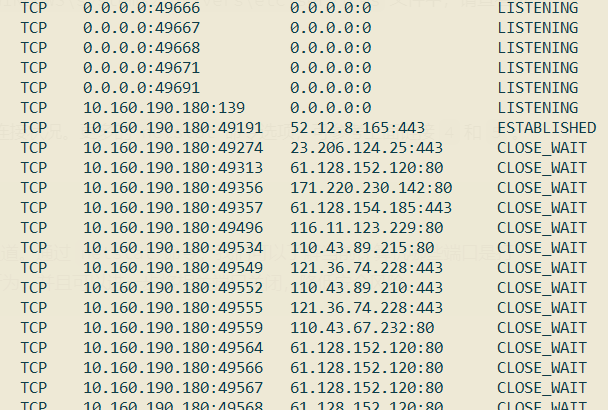 TCP 0.0.0.0:49666 0.0.0.0:0 LISTENING
TCP 0.0.0.0:49667 0.0.0.0:0 LISTENING
TCP 0.0.0.0:49668 0.0.0.0:0 LISTENING
TCP 0.0.0.0:49671 0.0.0.0:0 LISTENING
TCP 0.0.0.0:49691 0.0.0.0:0 LISTENING
TCP 10.160.190.180:139 0.0.0.0:0 LISTENING
TCP 10.160.190.180:49191 52.12.8.165:443 ESTABLISHED
TCP 10.160.190.180:49274 23.206.124.25:443 CLOSE_WAIT
TCP 10.160.190.180:49313 61.128.152.120:80 CLOSE_WAIT
TCP 10.160.190.180:49356 171.220.230.142:80 CLOSE_WAIT
TCP 10.160.190.180:49357 61.128.154.185:443 CLOSE_WAIT
TCP 10.160.190.180:49496 116.11.123.229:80 CLOSE_WAIT
TCP 10.160.190.180:49534 110.43.89.215:80 CLOSE_WAIT
TCP 10.160.190.180:49549 121.36.74.228:443 CLOSE_WAIT
TCP 10.160.190.180:49552 110.43.89.210:443 CLOSE_WAIT
TCP 10.160.190.180:49555 121.36.74.228:443 CLOSE_WAIT
TCP 10.160.190.180:49559 110.43.67.232:80 CLOSE_WAIT
TCP 10.160.190.180:49564 61.128.152.120:80 CLOSE_WAIT
TCP 10.160.190.180:49566 61.128.152.120:80 CLOSE_WAIT
TCP 10.160.190.180:49567 61.128.152.120:80 CLOSE_WAIT
TCP 10.160.190.180:49568 61.128.152.120:80 CLOSE_WAIT